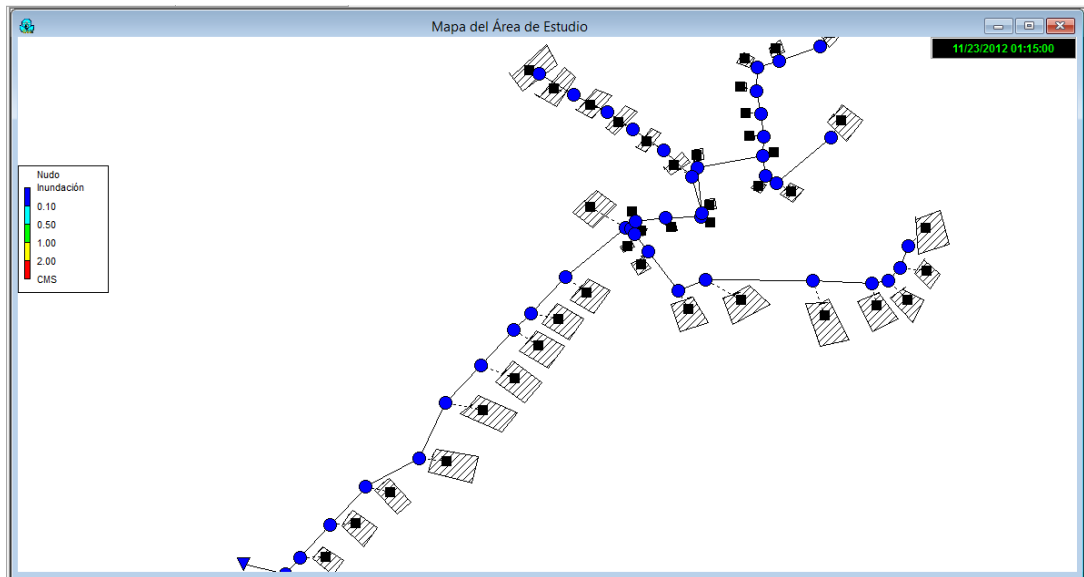 Mapa del Área de Estudio
11/23/2012 01:15:00
Nudo
Inundación
0.10
0.50
1.00
2.00
CMS